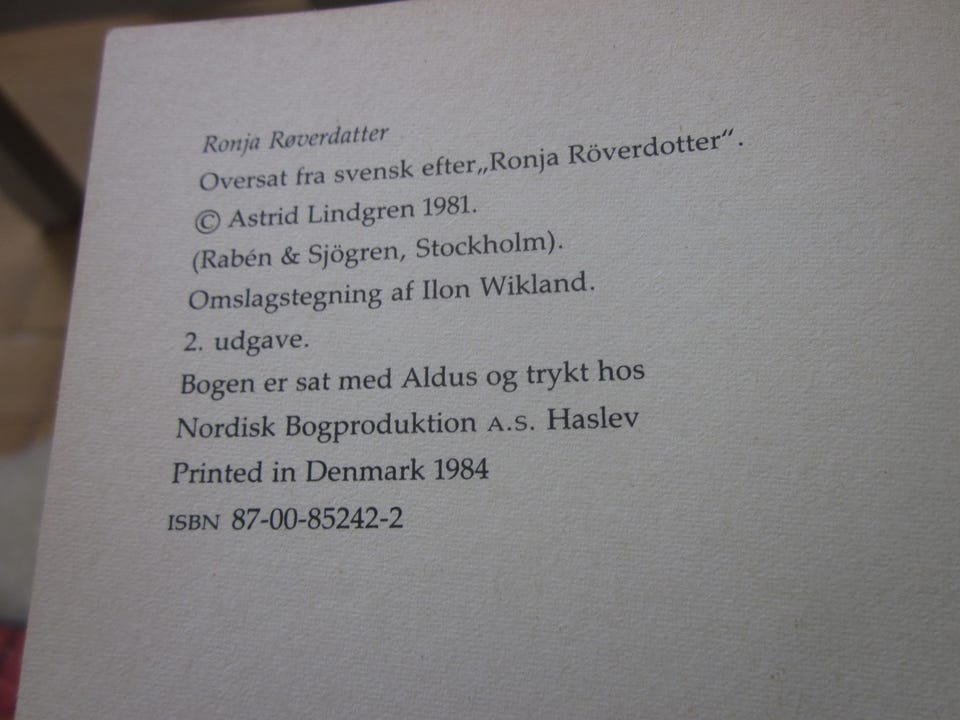 Ronja Røverdatter
Oversat fra svensk efter „Ronja Röverdotter“.
© Astrid Lindgren 1981.
(Rabén & Sjögren, Stockholm).
Omslagstegning af Ilon Wikland.
2. udgave.
Bogen er sat med Aldus og trykt hos
Nordisk Bogproduktion A.S. Haslev
Printed in Denmark 1984
ISBN 87-00-85242-2